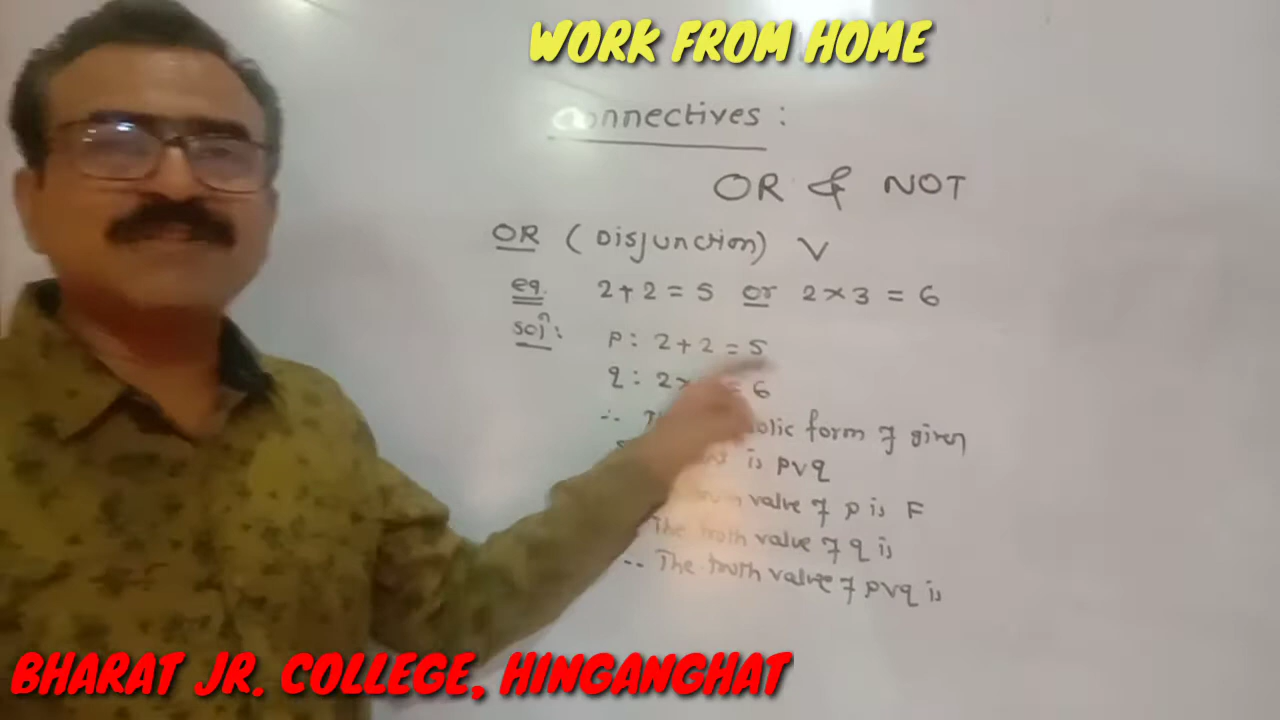 WORK FROM HOME
Connectives :
OR & NOT
OR (Disjunction) V
eg. 2+2 = 5 or 2×3 = 6
Solⁿ: p: 2+2 = 5
q: 2× = 6
∴ form of given
is p∨q
value of p is F
The truth value of q is
∴ The truth value of p∨q is
BHARAT JR. COLLEGE, HINGANGHAT